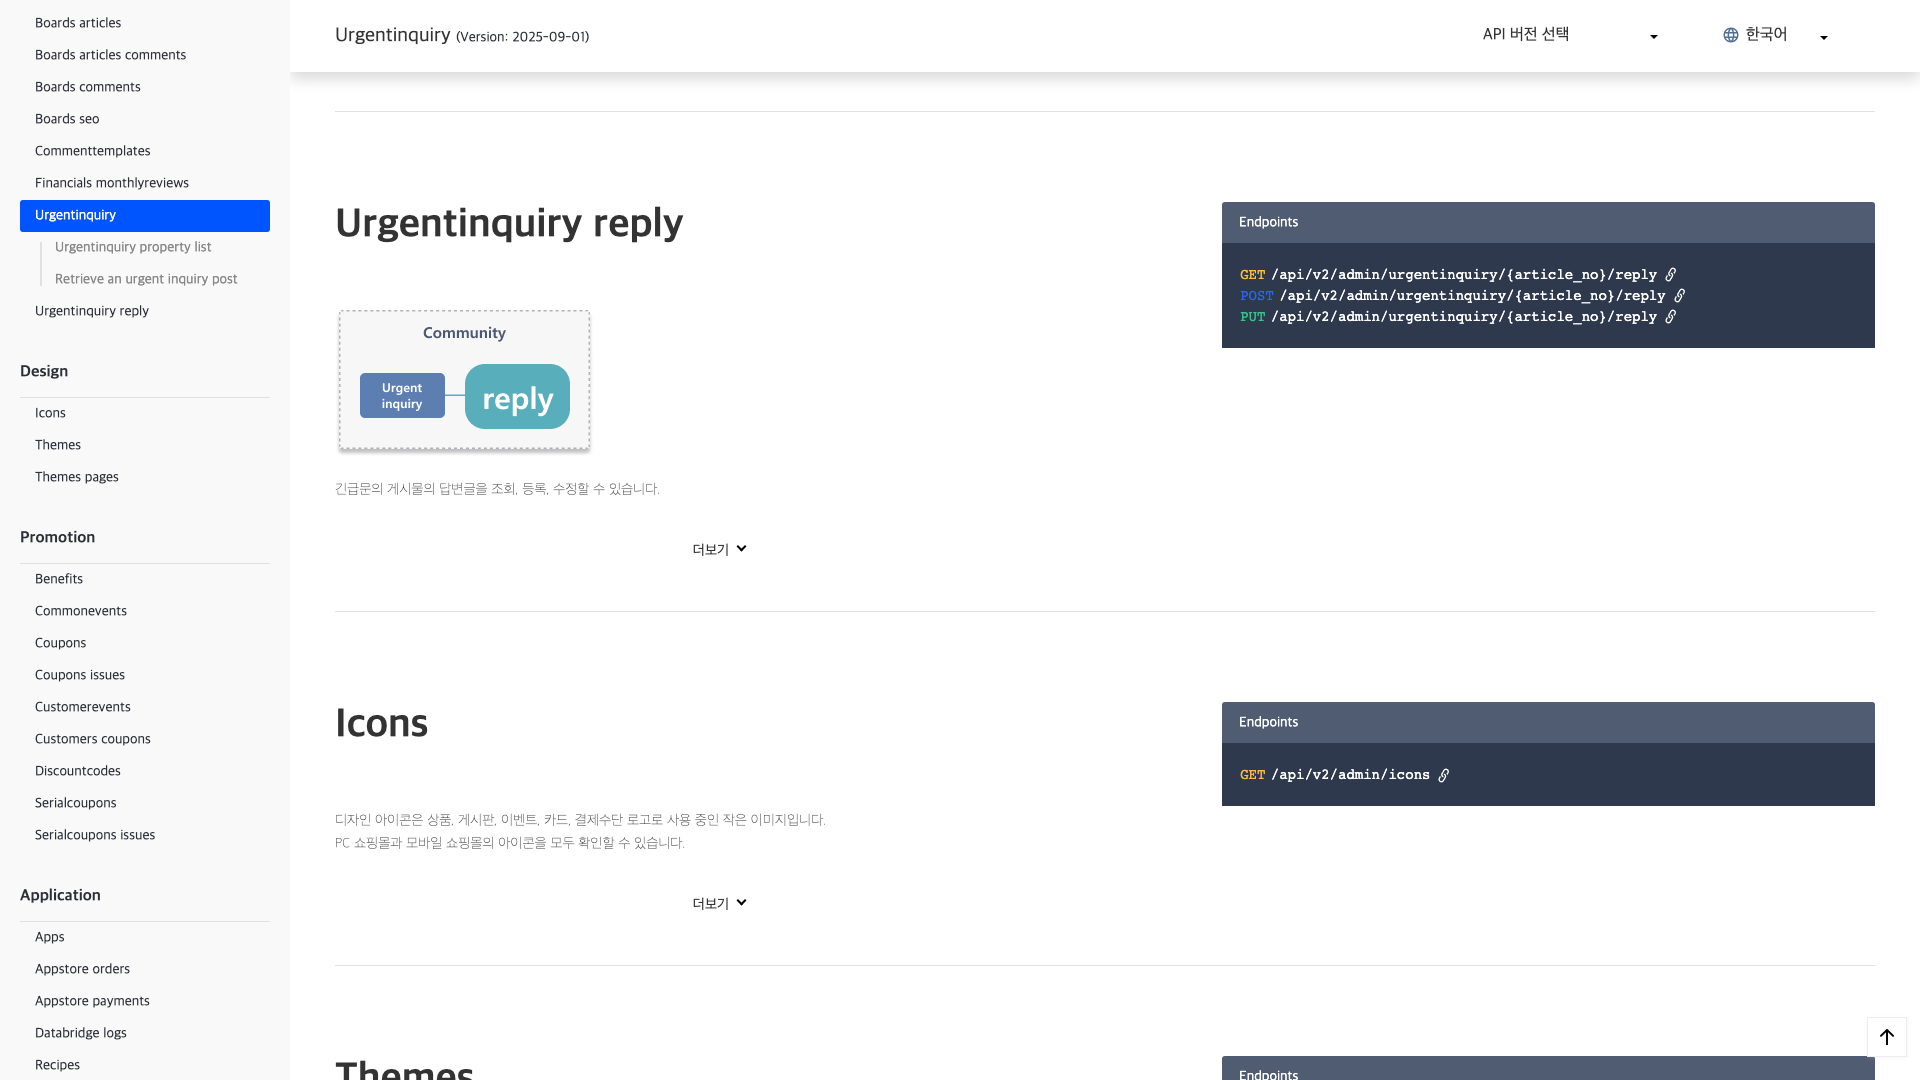 Boards articles
Boards articles comments
Boards comments
Boards seo
Commenttemplates
Financials monthlyreviews
Urgentinquiry
Urgentinquiry property list
Retrieve an urgent inquiry post
Urgentinquiry reply
Design
Icons
Themes
Themes pages
Promotion
Benefits
Commonevents
Coupons
Coupons issues
Customerevents
Customers coupons
Discountcodes
Serialcoupons
Serialcoupons issues
Application
Apps
Appstore orders
Appstore payments
Databridge logs
Recipes
Urgentinquiry (Version: 2025-09-01)
API 버전 선택
한국어
Urgentinquiry reply
Community
Urgent
inquiry
reply
긴급문의 게시물의 답변글을 조회, 등록, 수정할 수 있습니다.
더보기
Endpoints
GET /api/v2/admin/urgentinquiry/{article_no}/reply
POST /api/v2/admin/urgentinquiry/{article_no}/reply
PUT /api/v2/admin/urgentinquiry/{article_no}/reply
Icons
디자인 아이콘은 상품, 게시판, 이벤트, 카드, 결제수단 로고로 사용 중인 작은 이미지입니다.
PC 쇼핑몰과 모바일 쇼핑몰의 아이콘을 모두 확인할 수 있습니다.
더보기
Endpoints
GET /api/v2/admin/icons
Themes
Endpoints